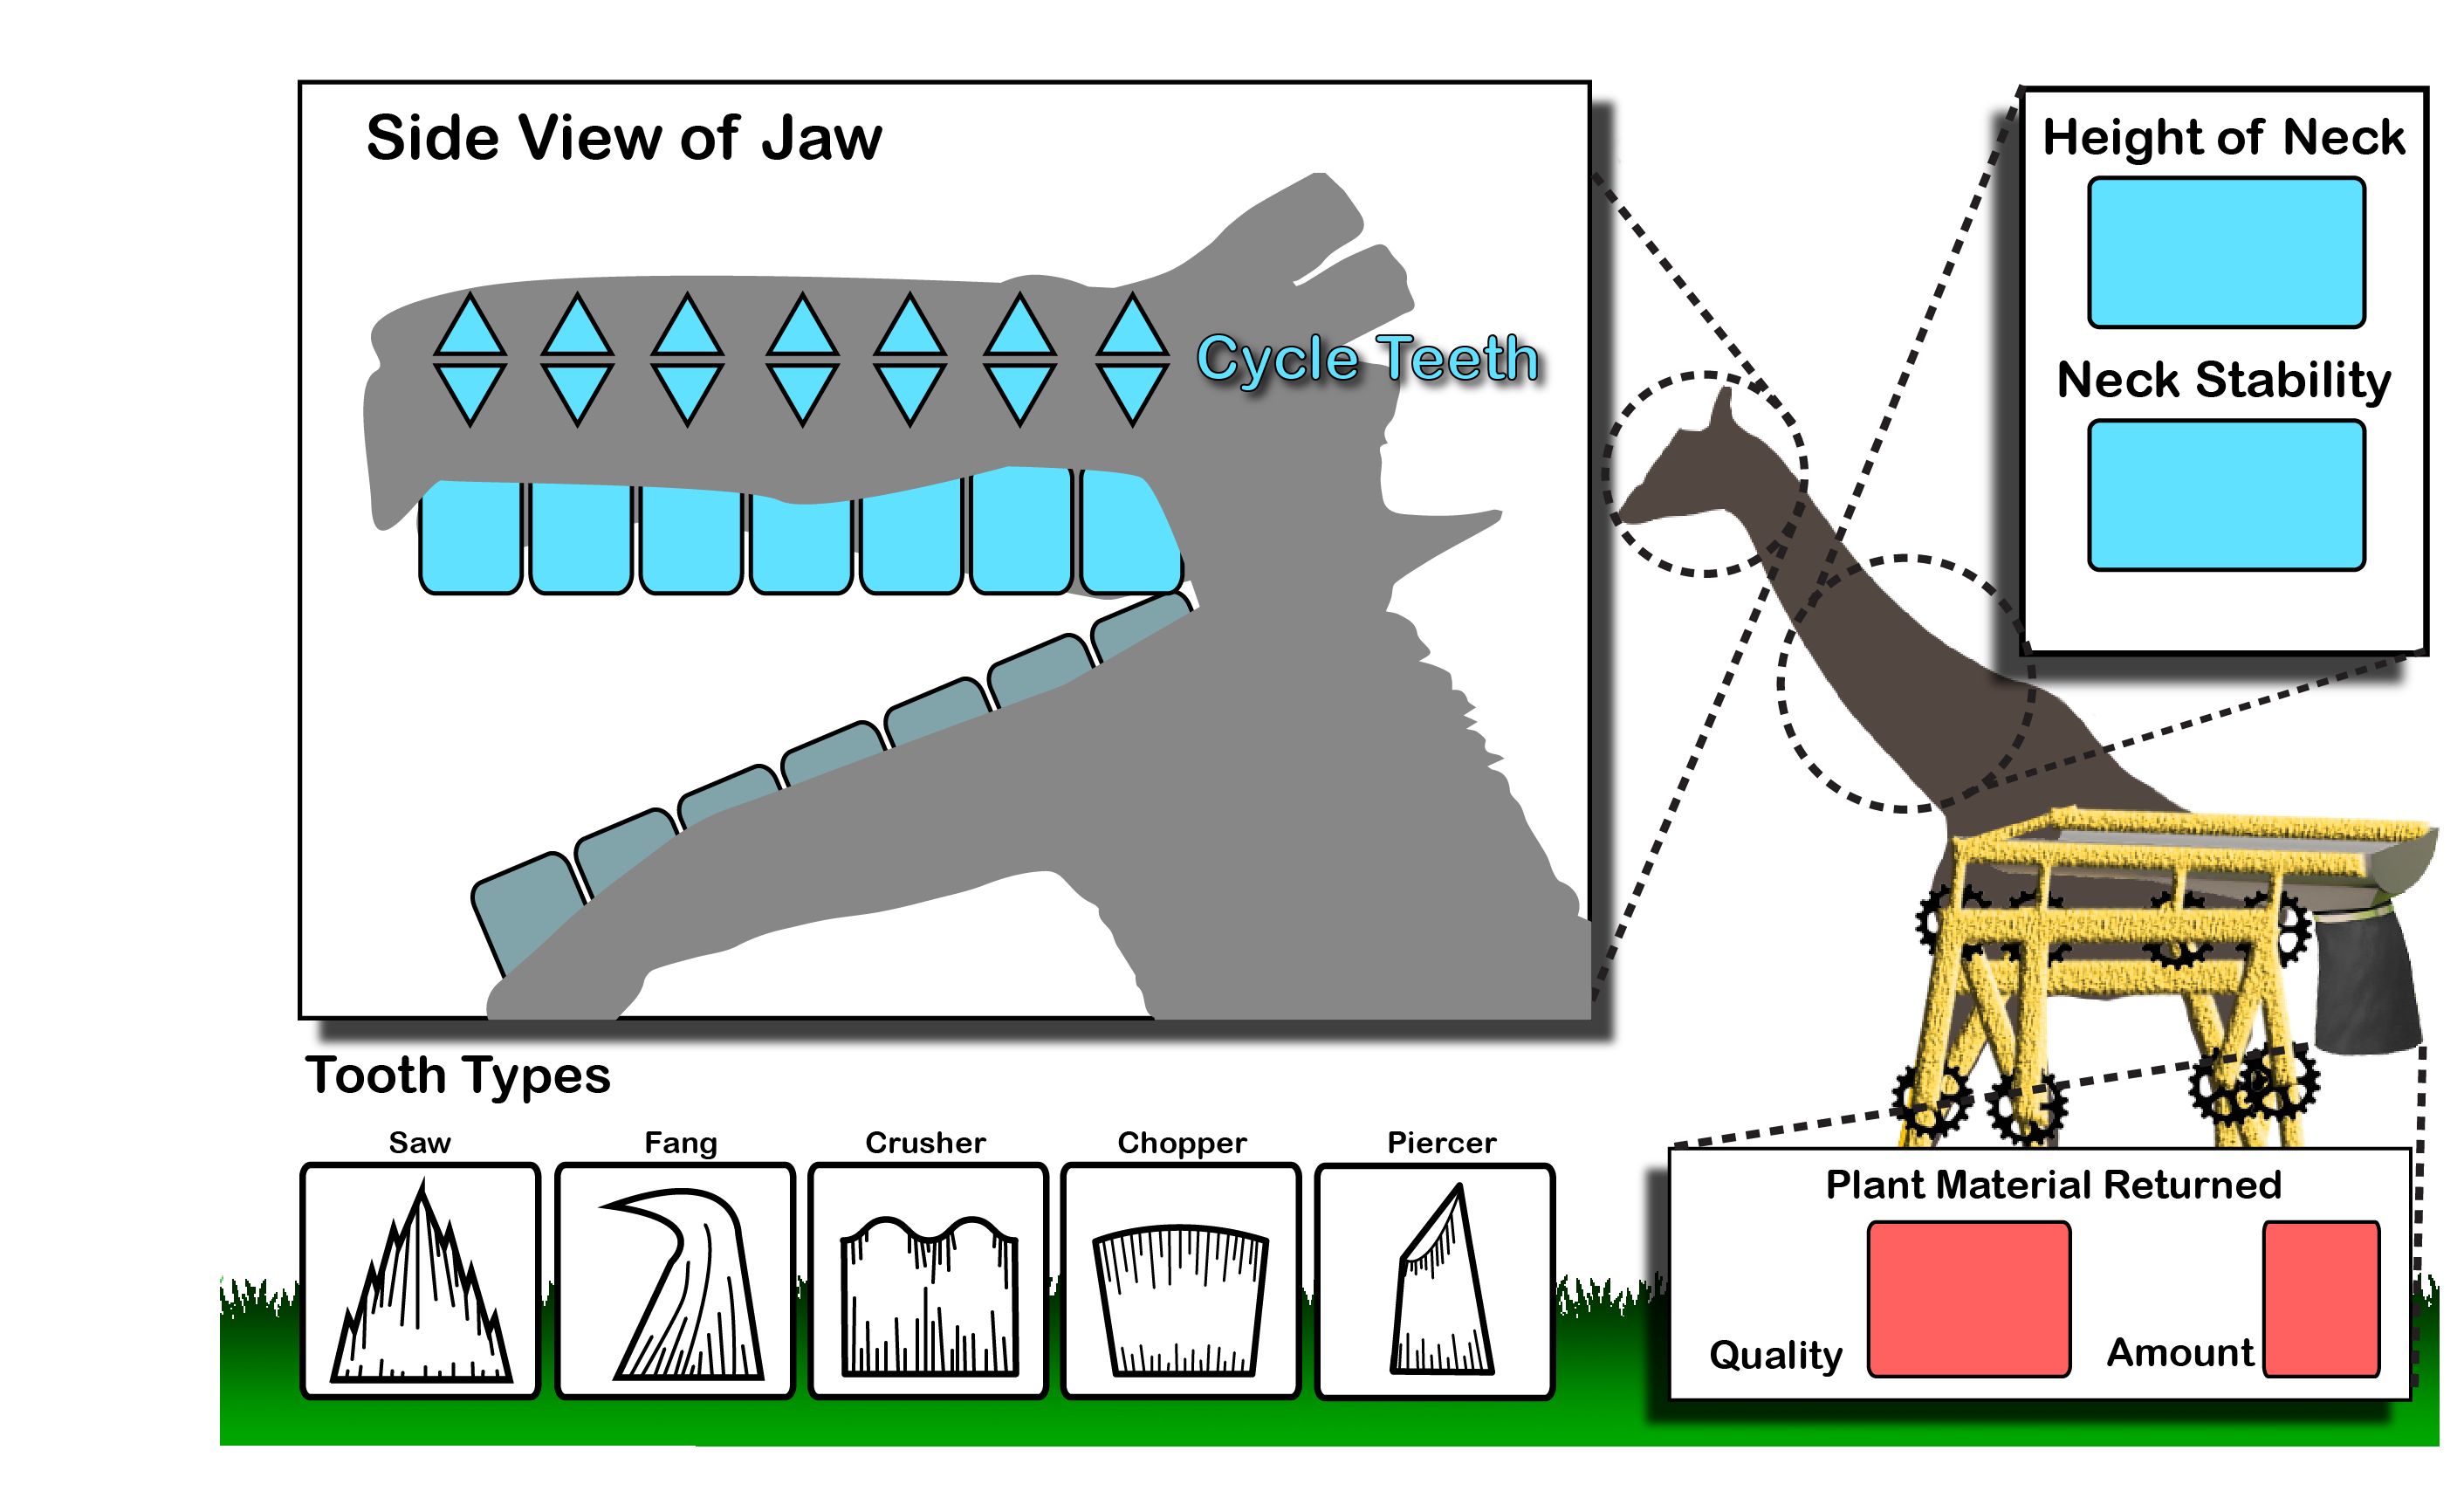 Side View of Jaw
Cycle Teeth
Height of Neck
Neck Stability
Tooth Types
Saw
Fang
Crusher
Chopper
Piercer
Plant Material Returned
Quality
Amount